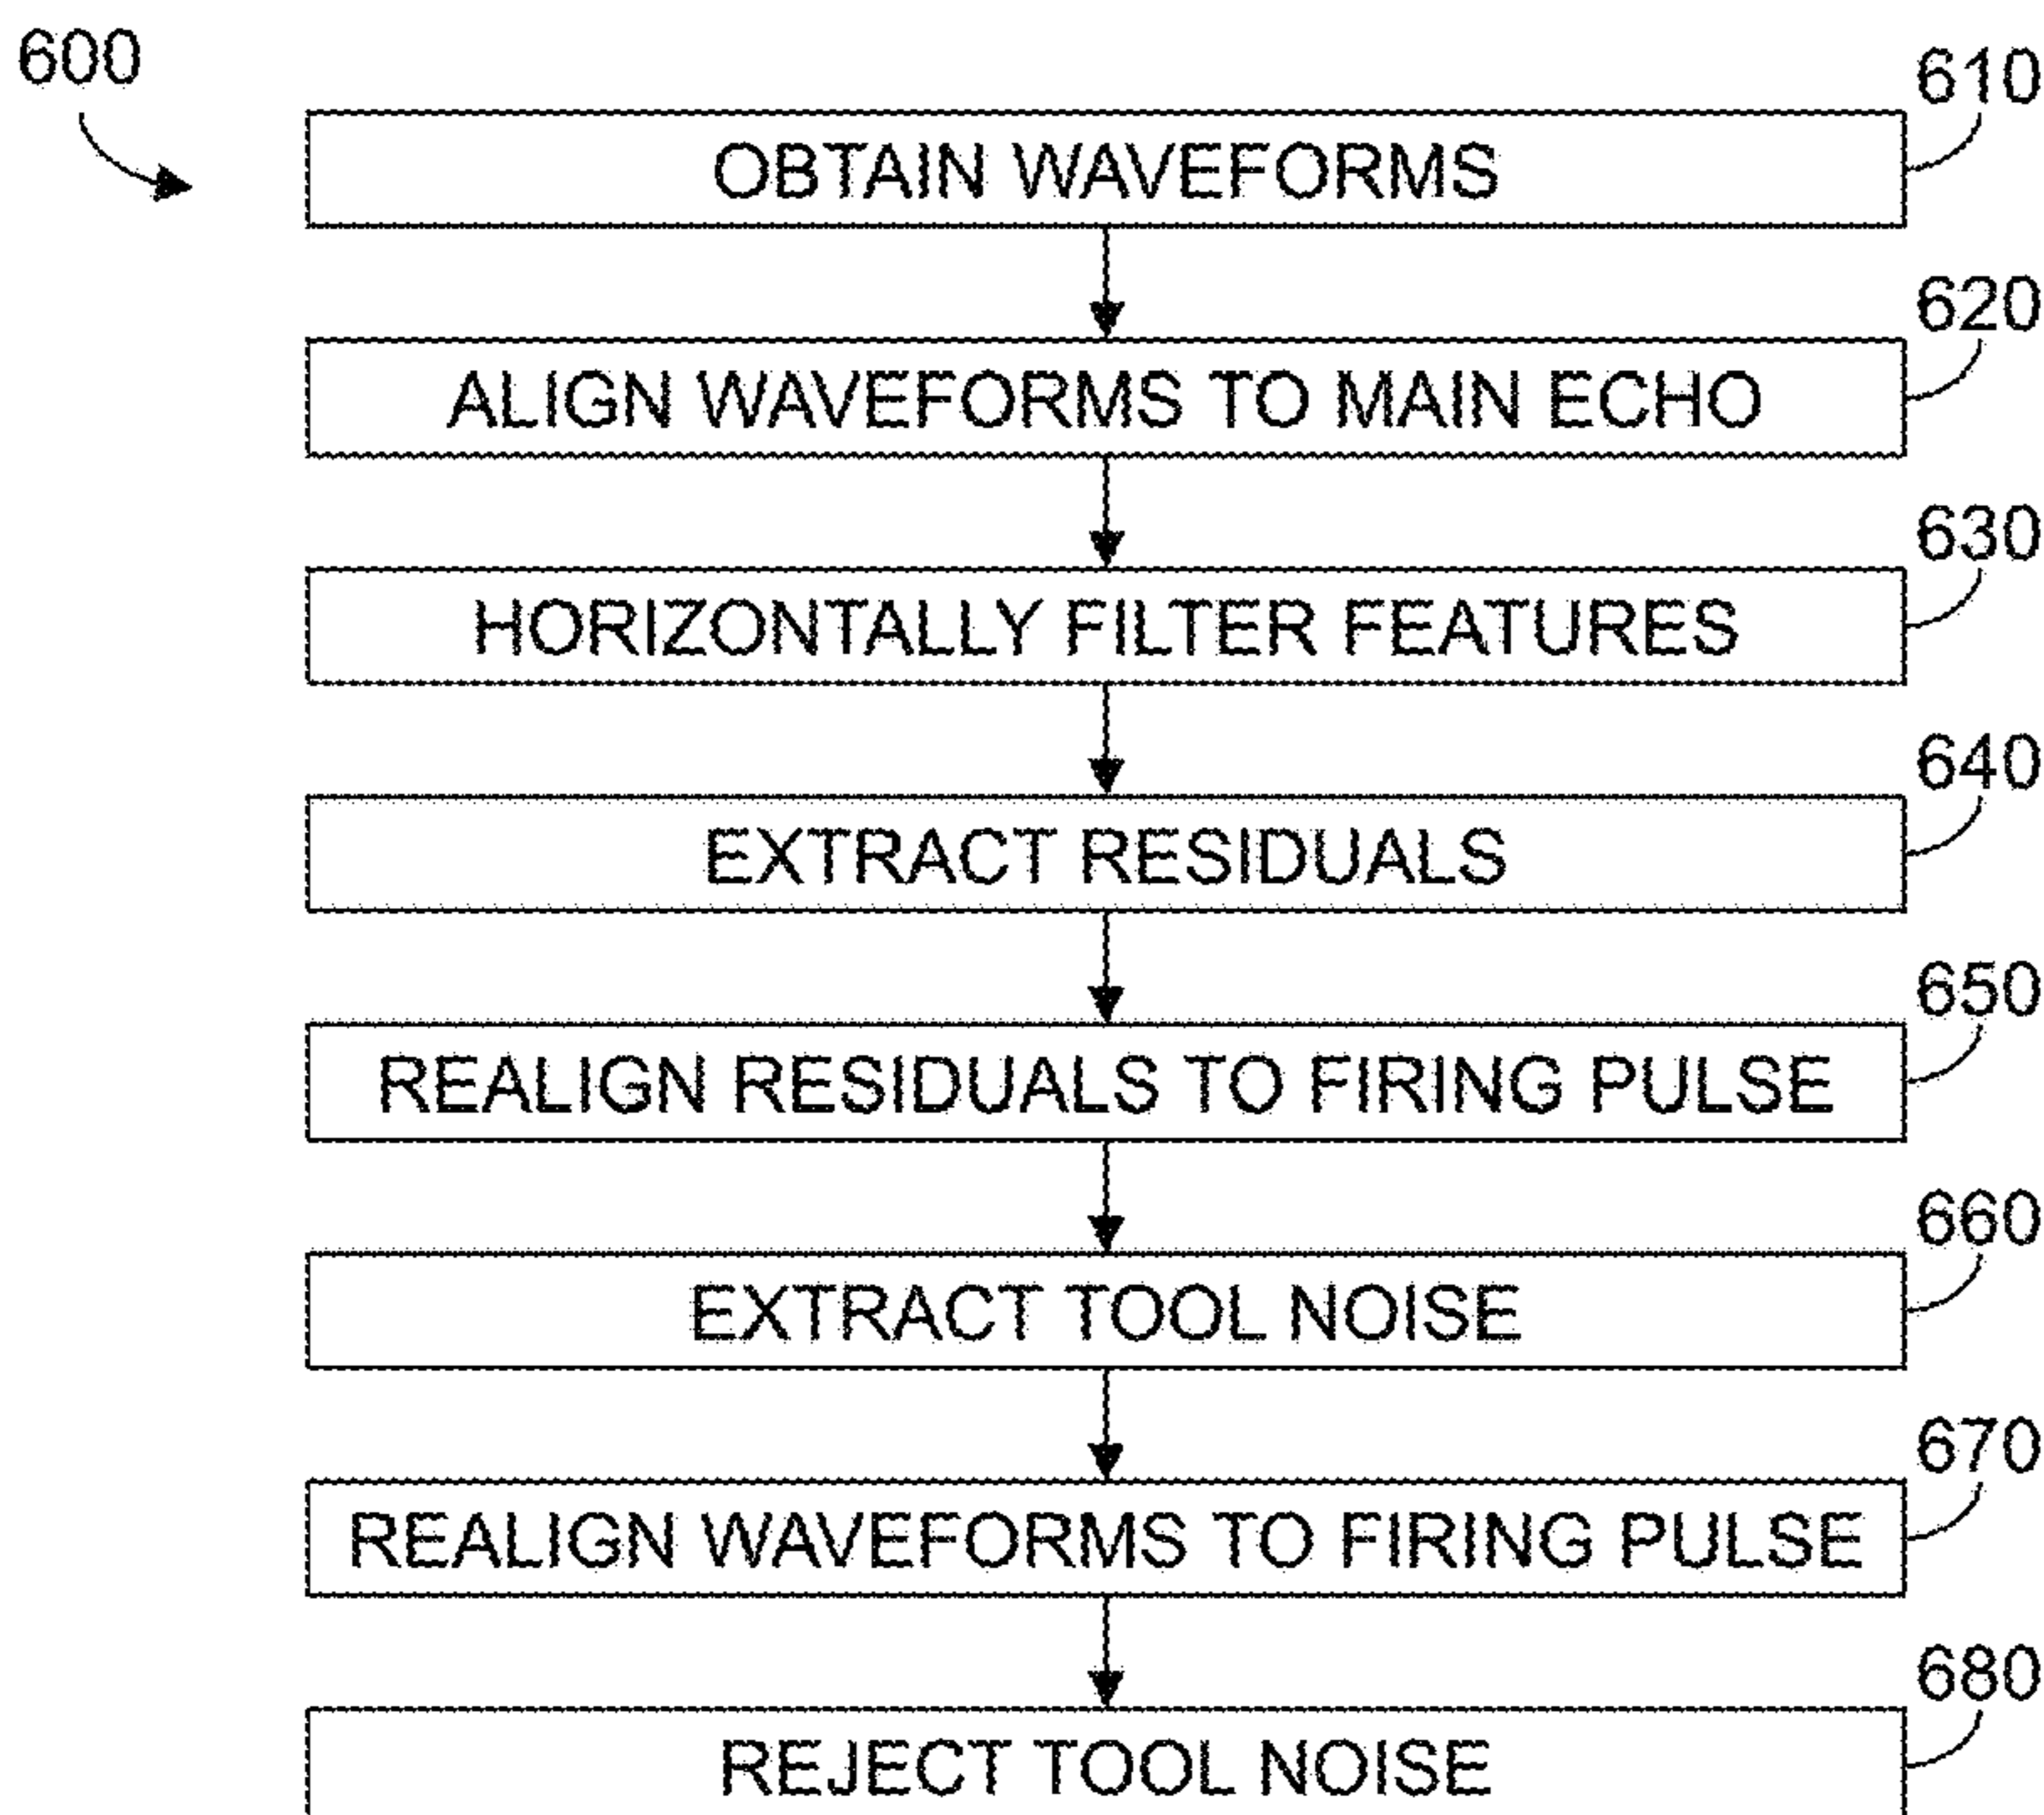 600
610
OBTAIN WAVEFORMS
620
ALIGN WAVEFORMS TO MAIN ECHO
630
HORIZONTALLY FILTER FEATURES
640
EXTRACT RESIDUALS
650
REALIGN RESIDUALS TO FIRING PULSE
660
EXTRACT TOOL NOISE
670
REALIGN WAVEFORMS TO FIRING PULSE
680
REJECT TOOL NOISE